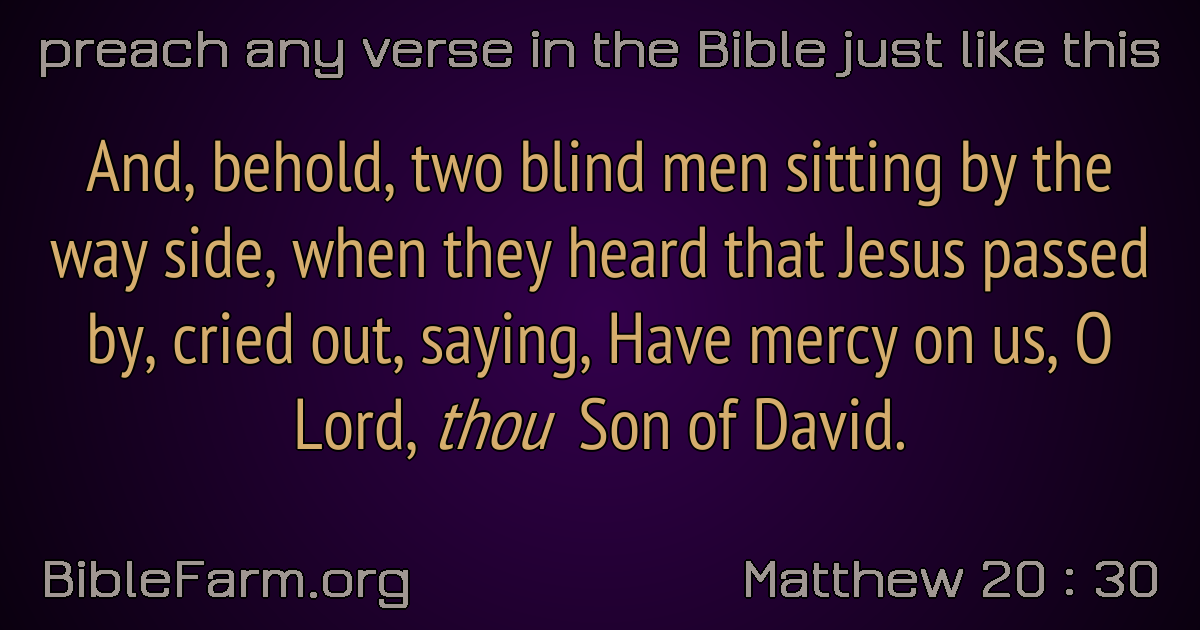 preach any verse in the Bible just like this
And, behold, two blind men sitting by the
way side, when they heard that Jesus passed
by, cried out, saying, Have mercy on us, O
Lord, thou Son of David.
BibleFarm.org
Matthew 20 : 30